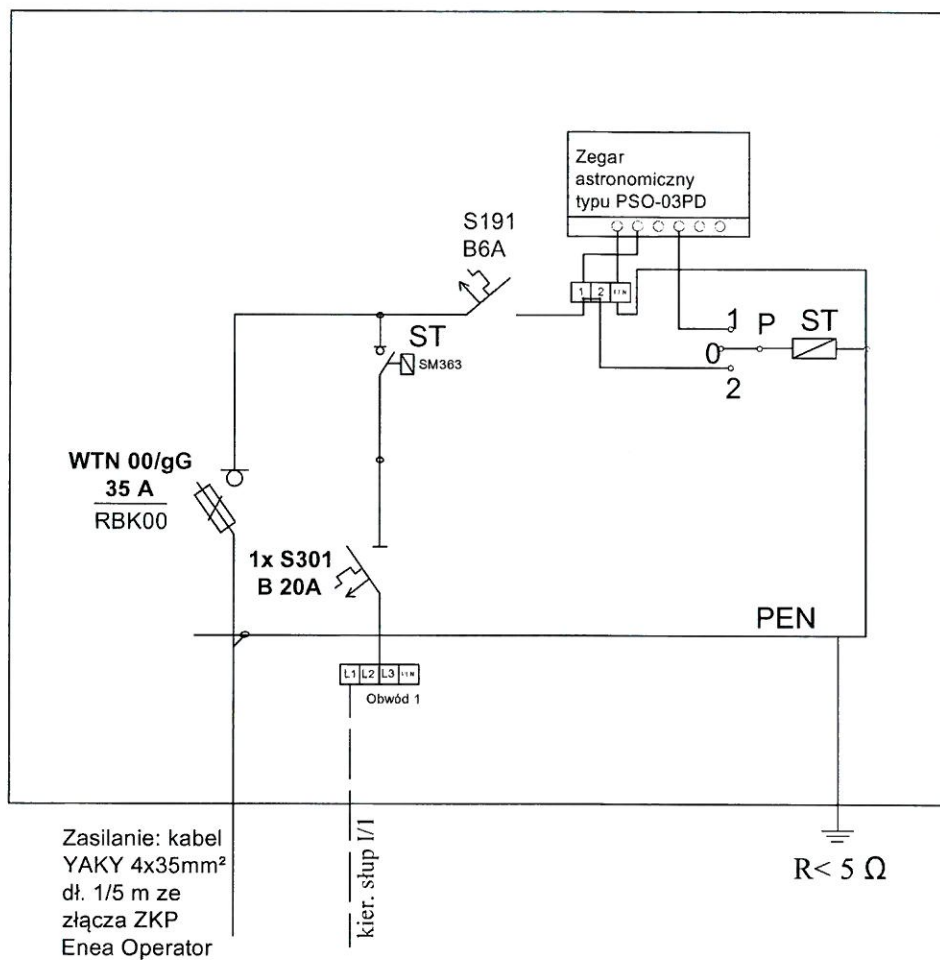 Zegar
astronomiczny
typu PSO-03PD
S191
B6A
1 2
ST
SM363
1 P ST
0
2
WTN 00/gG
35 A
RBK00
1x S301
B 20A
PEN
L1 L2 L3
Obwód 1
Zasilanie: kabel
YAKY 4x35mm²
dł. 1/5 m ze
złącza ZKP
Enea Operator
kier. słup I/1
R< 5 Ω